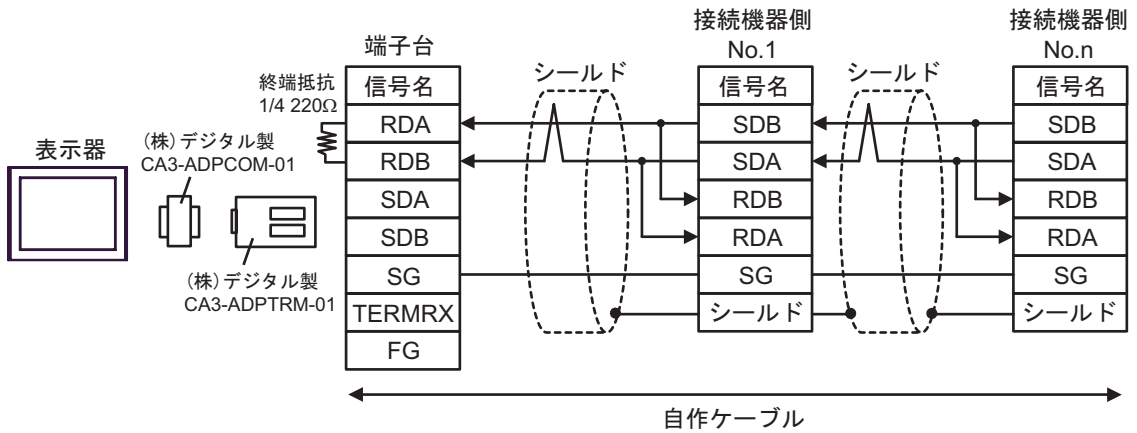 表示器
(株)デジタル製
CA3-ADPCOM-01
(株)デジタル製
CA3-ADPTRM-01
終端抵抗
1/4 220Ω
端子台
信号名
RDA
RDB
SDA
SDB
SG
TERMRX
FG
シールド
接続機器側
No.1
信号名
SDB
SDA
RDB
RDA
SG
シールド
シールド
接続機器側
No.n
信号名
SDB
SDA
RDB
RDA
SG
シールド
自作ケーブル